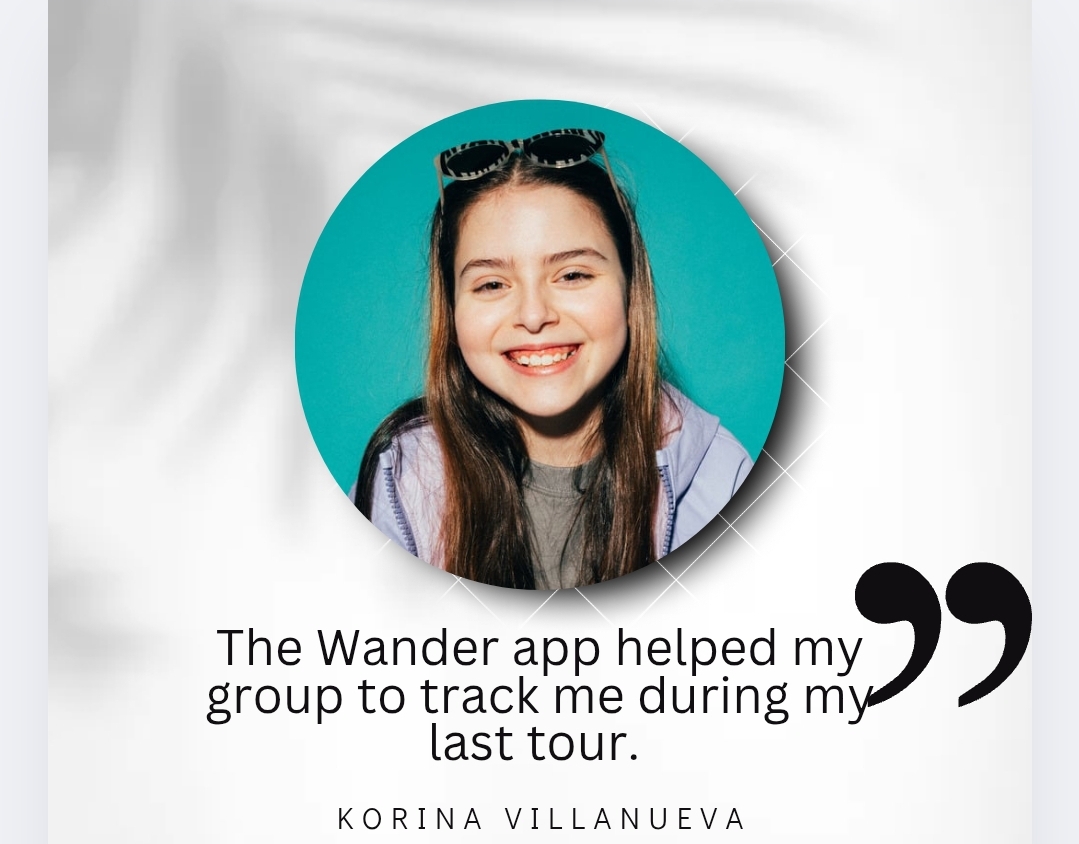 The Wander app helped my
group to track me during my
last tour.
”
KORINA VILLANUEVA